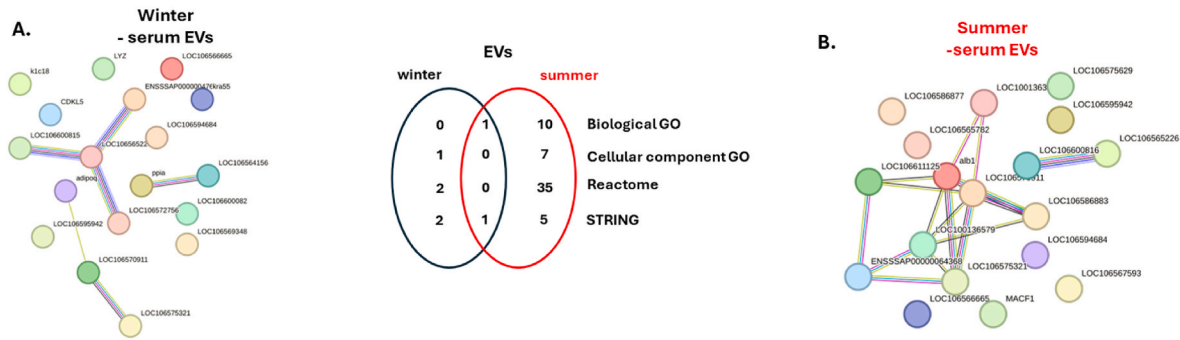 A.
Winter
- serum EVs
k1c18
LYZ
LOC106566665
CDKL5
LOC106594684
LOC106600815
LOC10656522
ppia
LOC106564156
adipoq
LOC106572756
LOC106600082
LOC106595942
LOC106569348
LOC106570911
LOC106575321
EVs
winter
summer
0 1 10 Biological GO
1 0 7 Cellular component GO
2 0 35 Reactome
2 1 5 STRING
B.
Summer
-serum EVs
LOC106575629
LOC106586877
LOC1001363
LOC106595942
LOC106565782
LOC106565226
LOC106600816
LOC10661112
alb1
LOC106586883
LOC100136579
LOC106594684
ENSSSAP00000064368
LOC106575321
LOC106567593
LOC106566665
MACF1